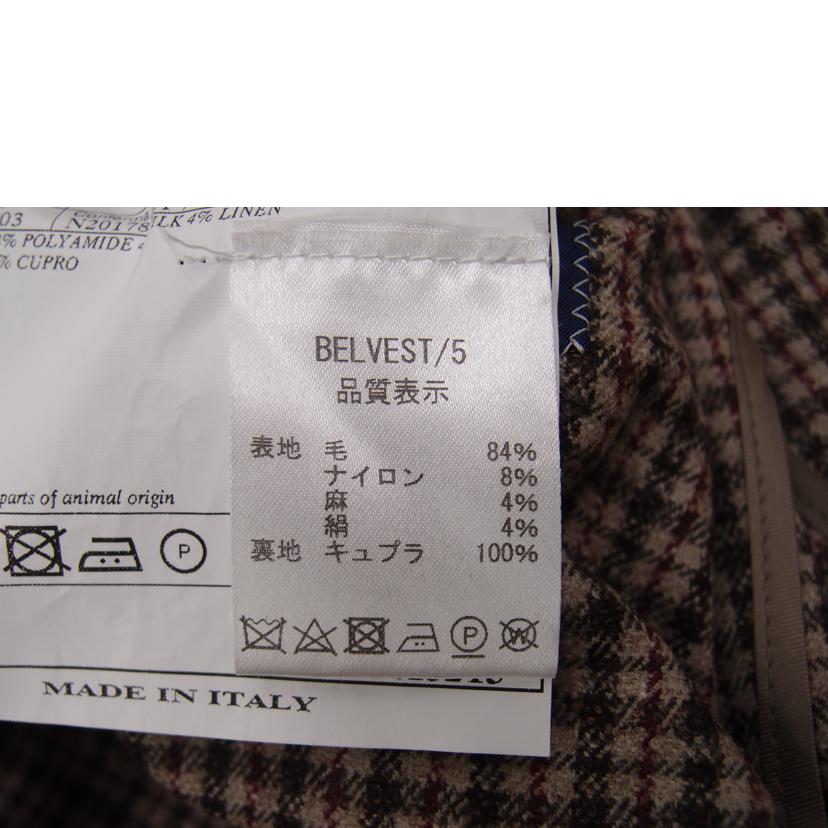 03
N20178
SILK 4% LINEN
% POLYAMIDE 4
% CUPRO
BELVEST/5
品質表示
表地 毛 84%
ナイロン 8%
麻 4%
絹 4%
裏地 キュプラ 100%
parts of animal origin
P
P W
MADE IN ITALY